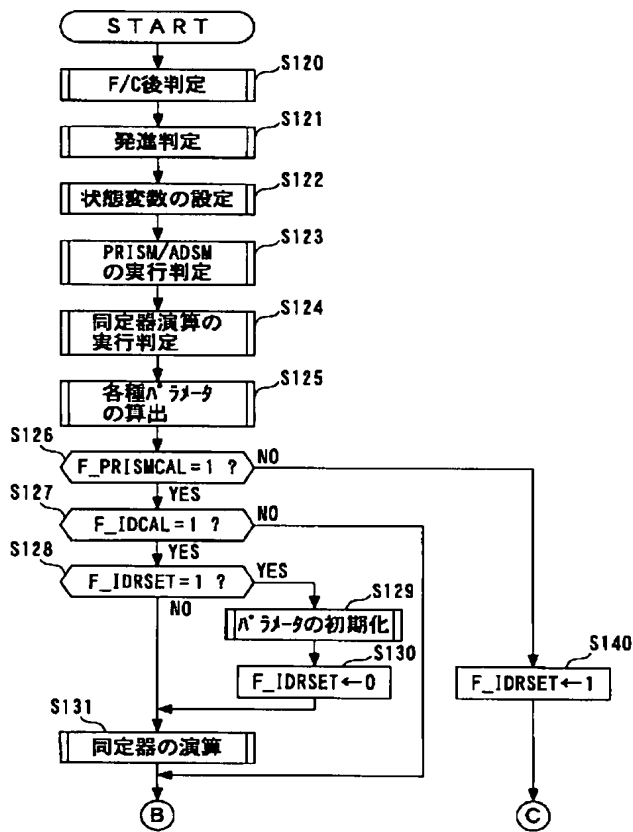 START
S120
F/C後判定
S121
発進判定
S122
状態変数の設定
S123
PRISM/ADSM
の実行判定
S124
同定器演算の
実行判定
S125
各種パラメータ
の算出
S126
F_PRISMCAL=1 ?
NO
YES
S127
F_IDCAL=1 ?
NO
YES
S128
F_IDRSET=1 ?
YES
NO
S129
パラメータの初期化
S130
F_IDRSET←0
S140
F_IDRSET←1
S131
同定器の演算
B
C